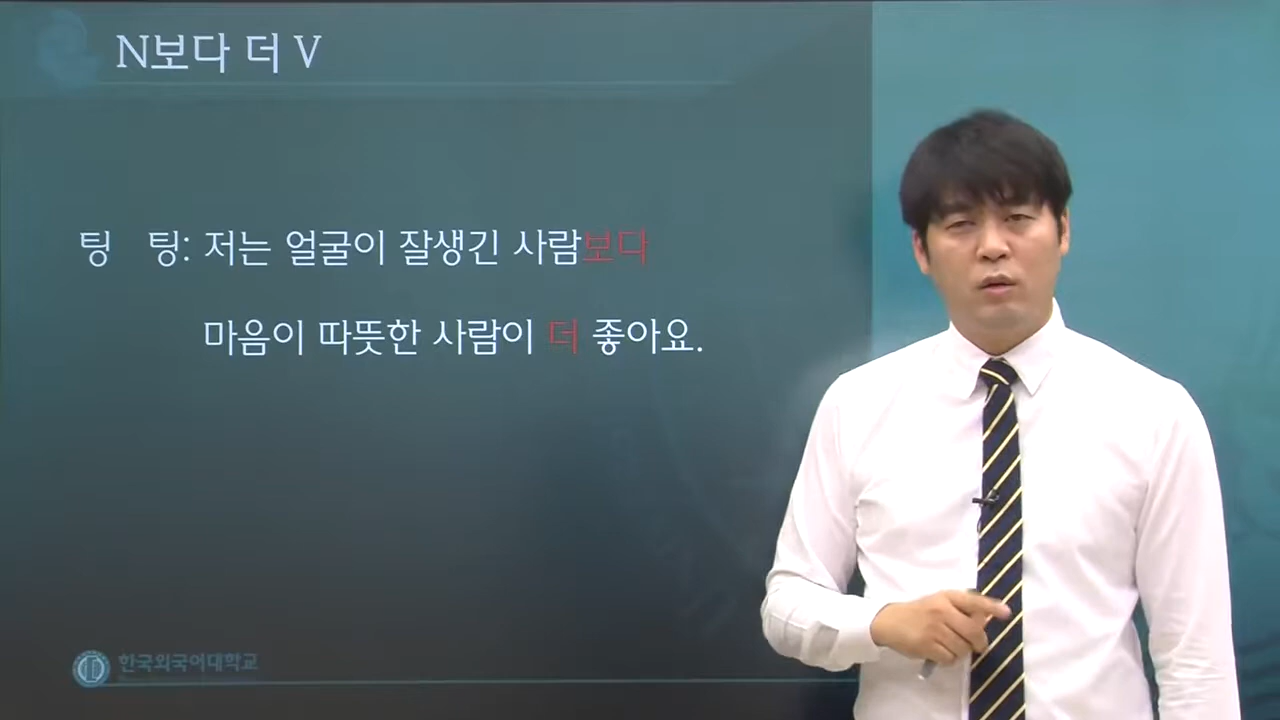 N보다 더 V
팅 팅: 저는 얼굴이 잘생긴 사람보다
마음이 따뜻한 사람이 더 좋아요.
한국외국어대학교